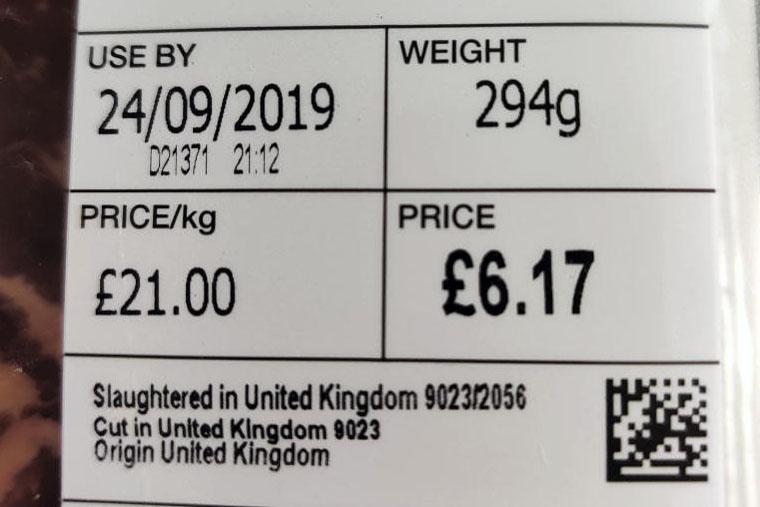 USE BY
24/09/2019
D21371 21:12
WEIGHT
294g
PRICE/kg
£21.00
PRICE
£6.17
Slaughtered in United Kingdom 9023/2056
Cut in United Kingdom 9023
Origin United Kingdom